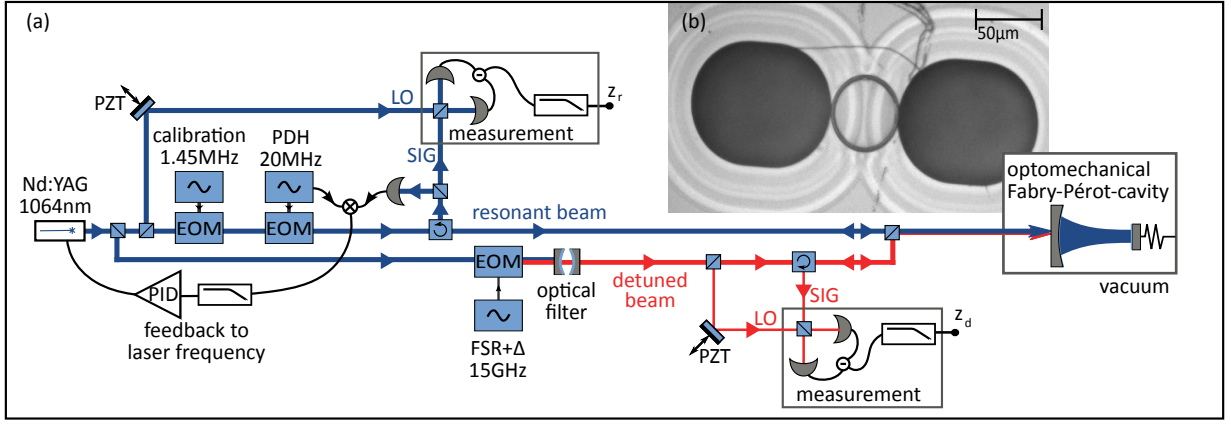 (a)
(b)
50μm
PZT
LO
z_r
measurement
calibration
1.45MHz
PDH
20MHz
SIG
Nd:YAG
1064nm
EOM
EOM
resonant beam
optomechanical
Fabry-Pérot-cavity
vacuum
EOM
optical
filter
detuned
beam
PID
feedback to
laser frequency
FSR+Δ
15GHz
SIG
LO
PZT
z_d
measurement